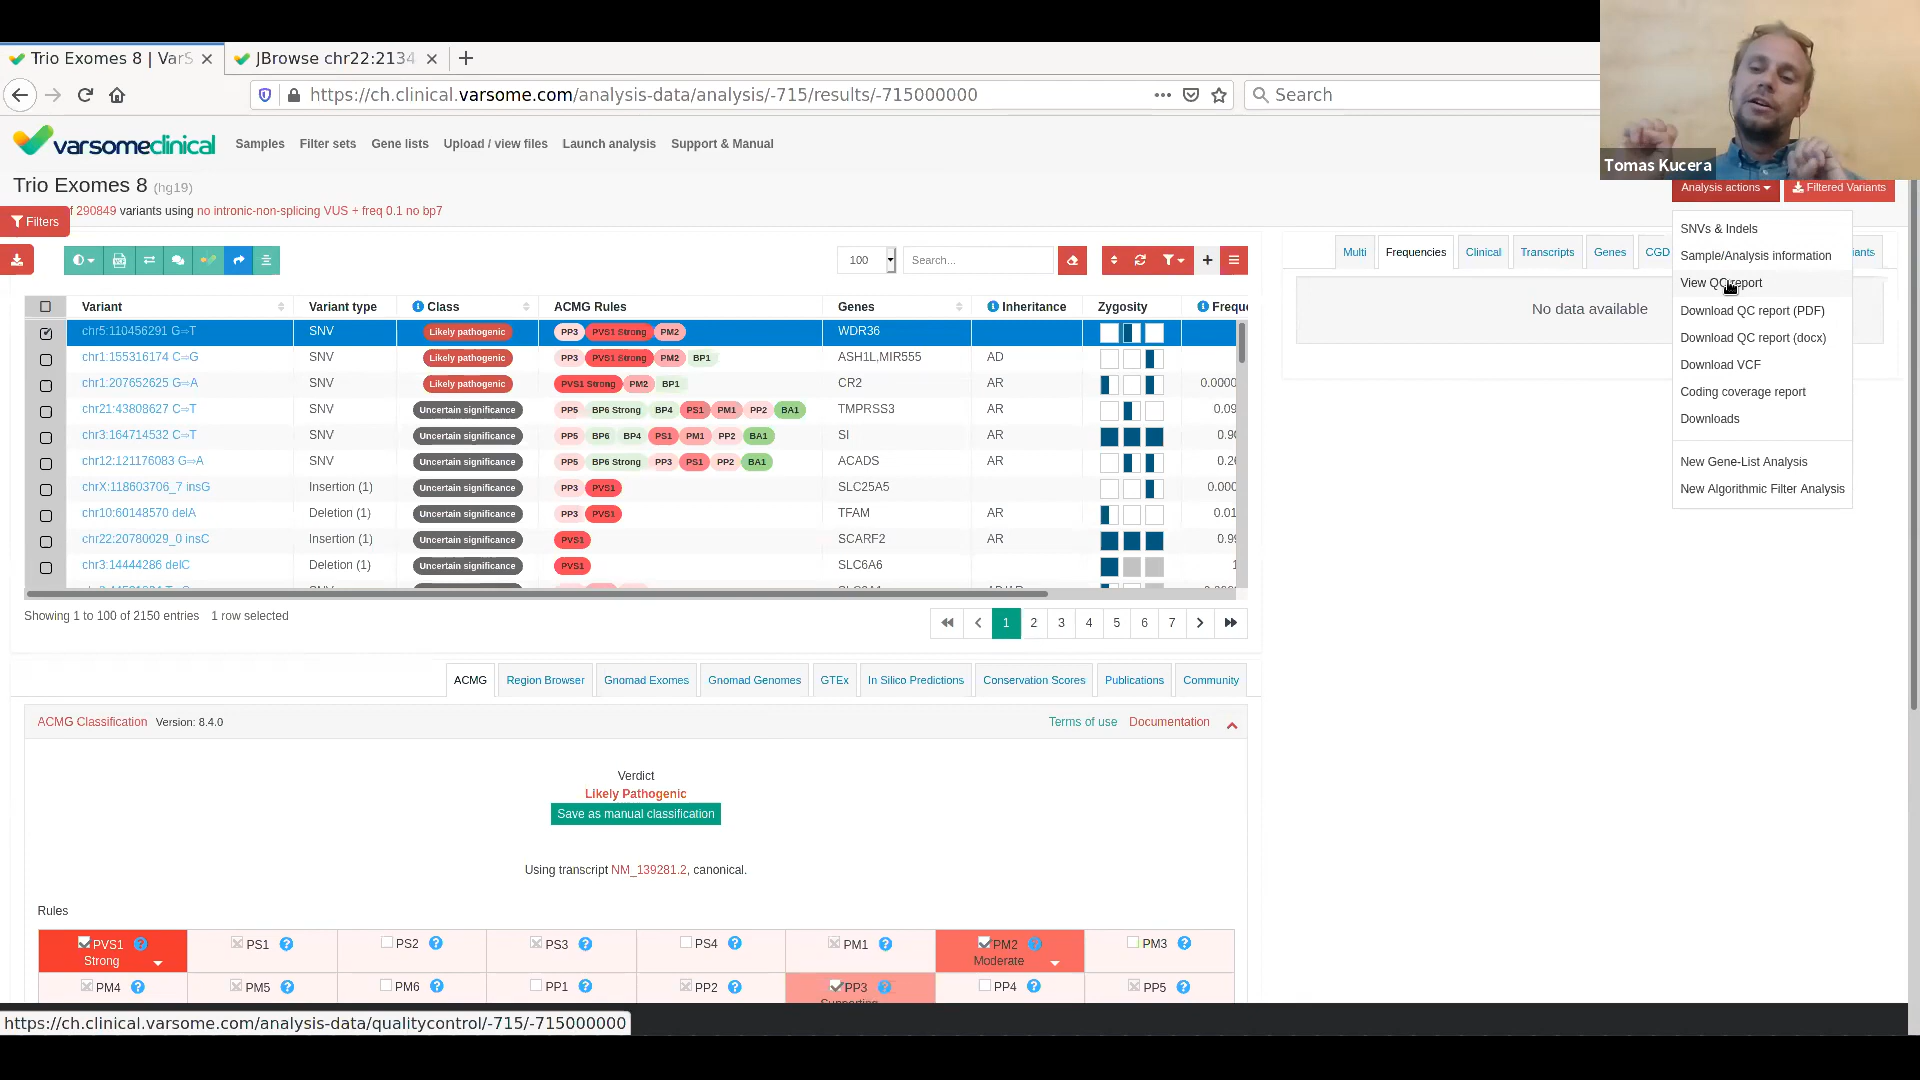 Trio Exomes 8 | VarS
JBrowse chr22:2134
https://ch.clinical.varsome.com/analysis-data/analysis/-715/results/-715000000
Search
Tomas Kucera
varsomeclinical
Samples
Filter sets
Gene lists
Upload / view files
Launch analysis
Support & Manual
Trio Exomes 8 (hg19)
Analysis actions
Filtered Variants
Filters
f 290849 variants using no intronic-non-splicing VUS + freq 0.1 no bp7
100
Search...
Multi
Frequencies
Clinical
Transcripts
Genes
CGD
iants
No data available
SNVs & Indels
Sample/Analysis information
View QC report
Download QC report (PDF)
Download QC report (docx)
Download VCF
Coding coverage report
Downloads
New Gene-List Analysis
New Algorithmic Filter Analysis
Variant Variant type Class ACMG Rules Genes Inheritance Zygosity Freque
chr5:110456291 G⇒T SNV Likely pathogenic PP3 PVS1 Strong PM2 WDR36
chr1:155316174 C⇒G SNV Likely pathogenic PP3 PVS1 Strong PM2 BP1 ASH1L,MIR555 AD
chr1:207652625 G⇒A SNV Likely pathogenic PVS1 Strong PM2 BP1 CR2 AR 0.0000
chr21:43808627 C⇒T SNV Uncertain significance PP5 BP6 Strong BP4 PS1 PM1 PP2 BA1 TMPRSS3 AR 0.09
chr3:164714532 C⇒T SNV Uncertain significance PP5 BP6 BP4 PS1 PM1 PP2 BA1 SI AR 0.90
chr12:121176083 G⇒A SNV Uncertain significance PP5 BP6 Strong PP3 PS1 PP2 BA1 ACADS AR 0.26
chrX:118603706_7 insG Insertion (1) Uncertain significance PP3 PVS1 SLC25A5 0.000
chr10:60148570 delA Deletion (1) Uncertain significance PP3 PVS1 TFAM AR 0.01
chr22:20780029_0 insC Insertion (1) Uncertain significance PVS1 SCARF2 AR 0.99
chr3:14444286 delC Deletion (1) Uncertain significance PVS1 SLC6A6 1
Showing 1 to 100 of 2150 entries 1 row selected
1 2 3 4 5 6 7
ACMG
Region Browser
Gnomad Exomes
Gnomad Genomes
GTEx
In Silico Predictions
Conservation Scores
Publications
Community
ACMG Classification Version: 8.4.0
Terms of use Documentation
Verdict
Likely Pathogenic
Save as manual classification
Using transcript NM_139281.2, canonical.
Rules
PVS1 PS1 PS2 PS3 PS4 PM1 PM2 PM3
Strong Moderate
PM4 PM5 PM6 PP1 PP2 PP3 PP4 PP5
Supporting
https://ch.clinical.varsome.com/analysis-data/qualitycontrol/-715/-715000000